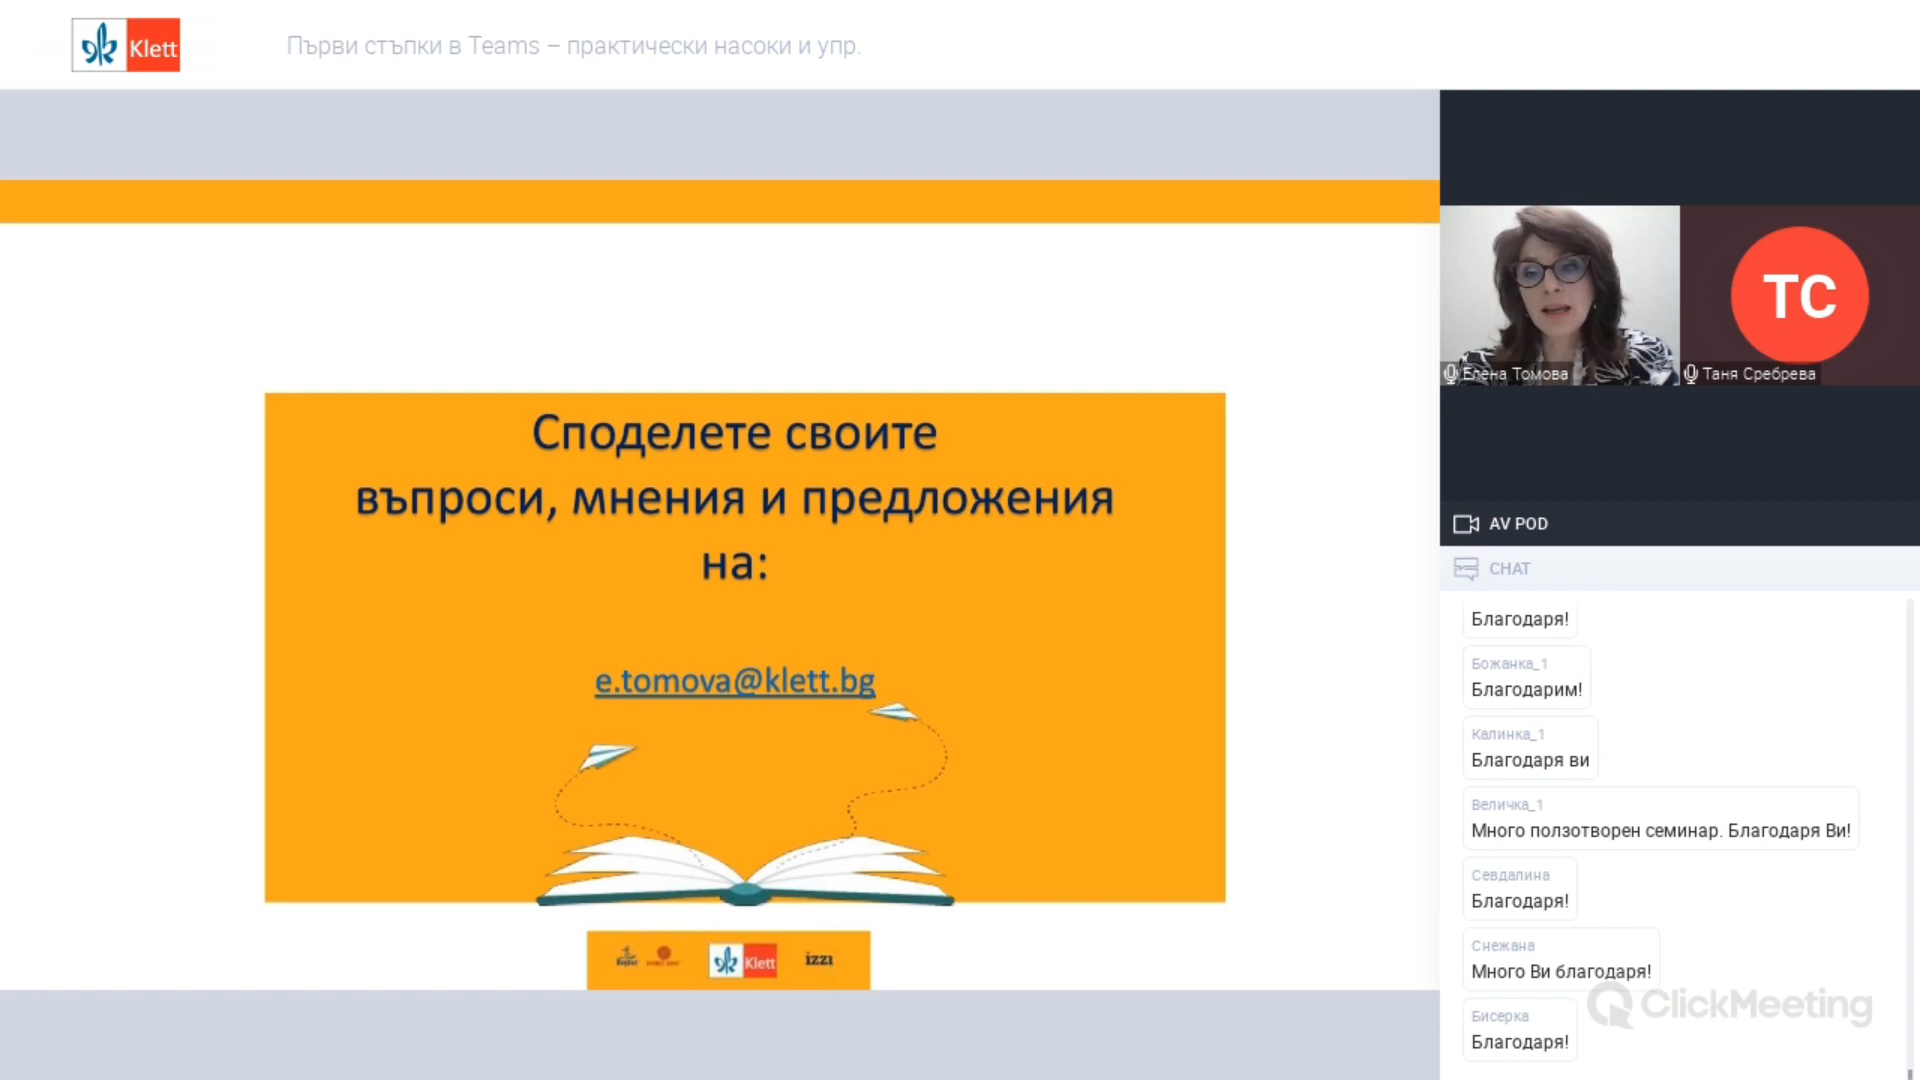 Klett
Първи стъпки в Teams – практически насоки и упр.
Споделете своите
въпроси, мнения и предложения
на:
e.tomova@klett.bg
Klett
izzi
ТС
Елена Томова
Таня Сребрева
AV POD
CHAT
Благодаря!
Божанка_1
Благодарим!
Калинка_1
Благодаря ви
Величка_1
Много ползотворен семинар. Благодаря Ви!
Севдалина
Благодаря!
Снежана
Много Ви благодаря!
Бисерка
Благодаря!
ClickMeeting